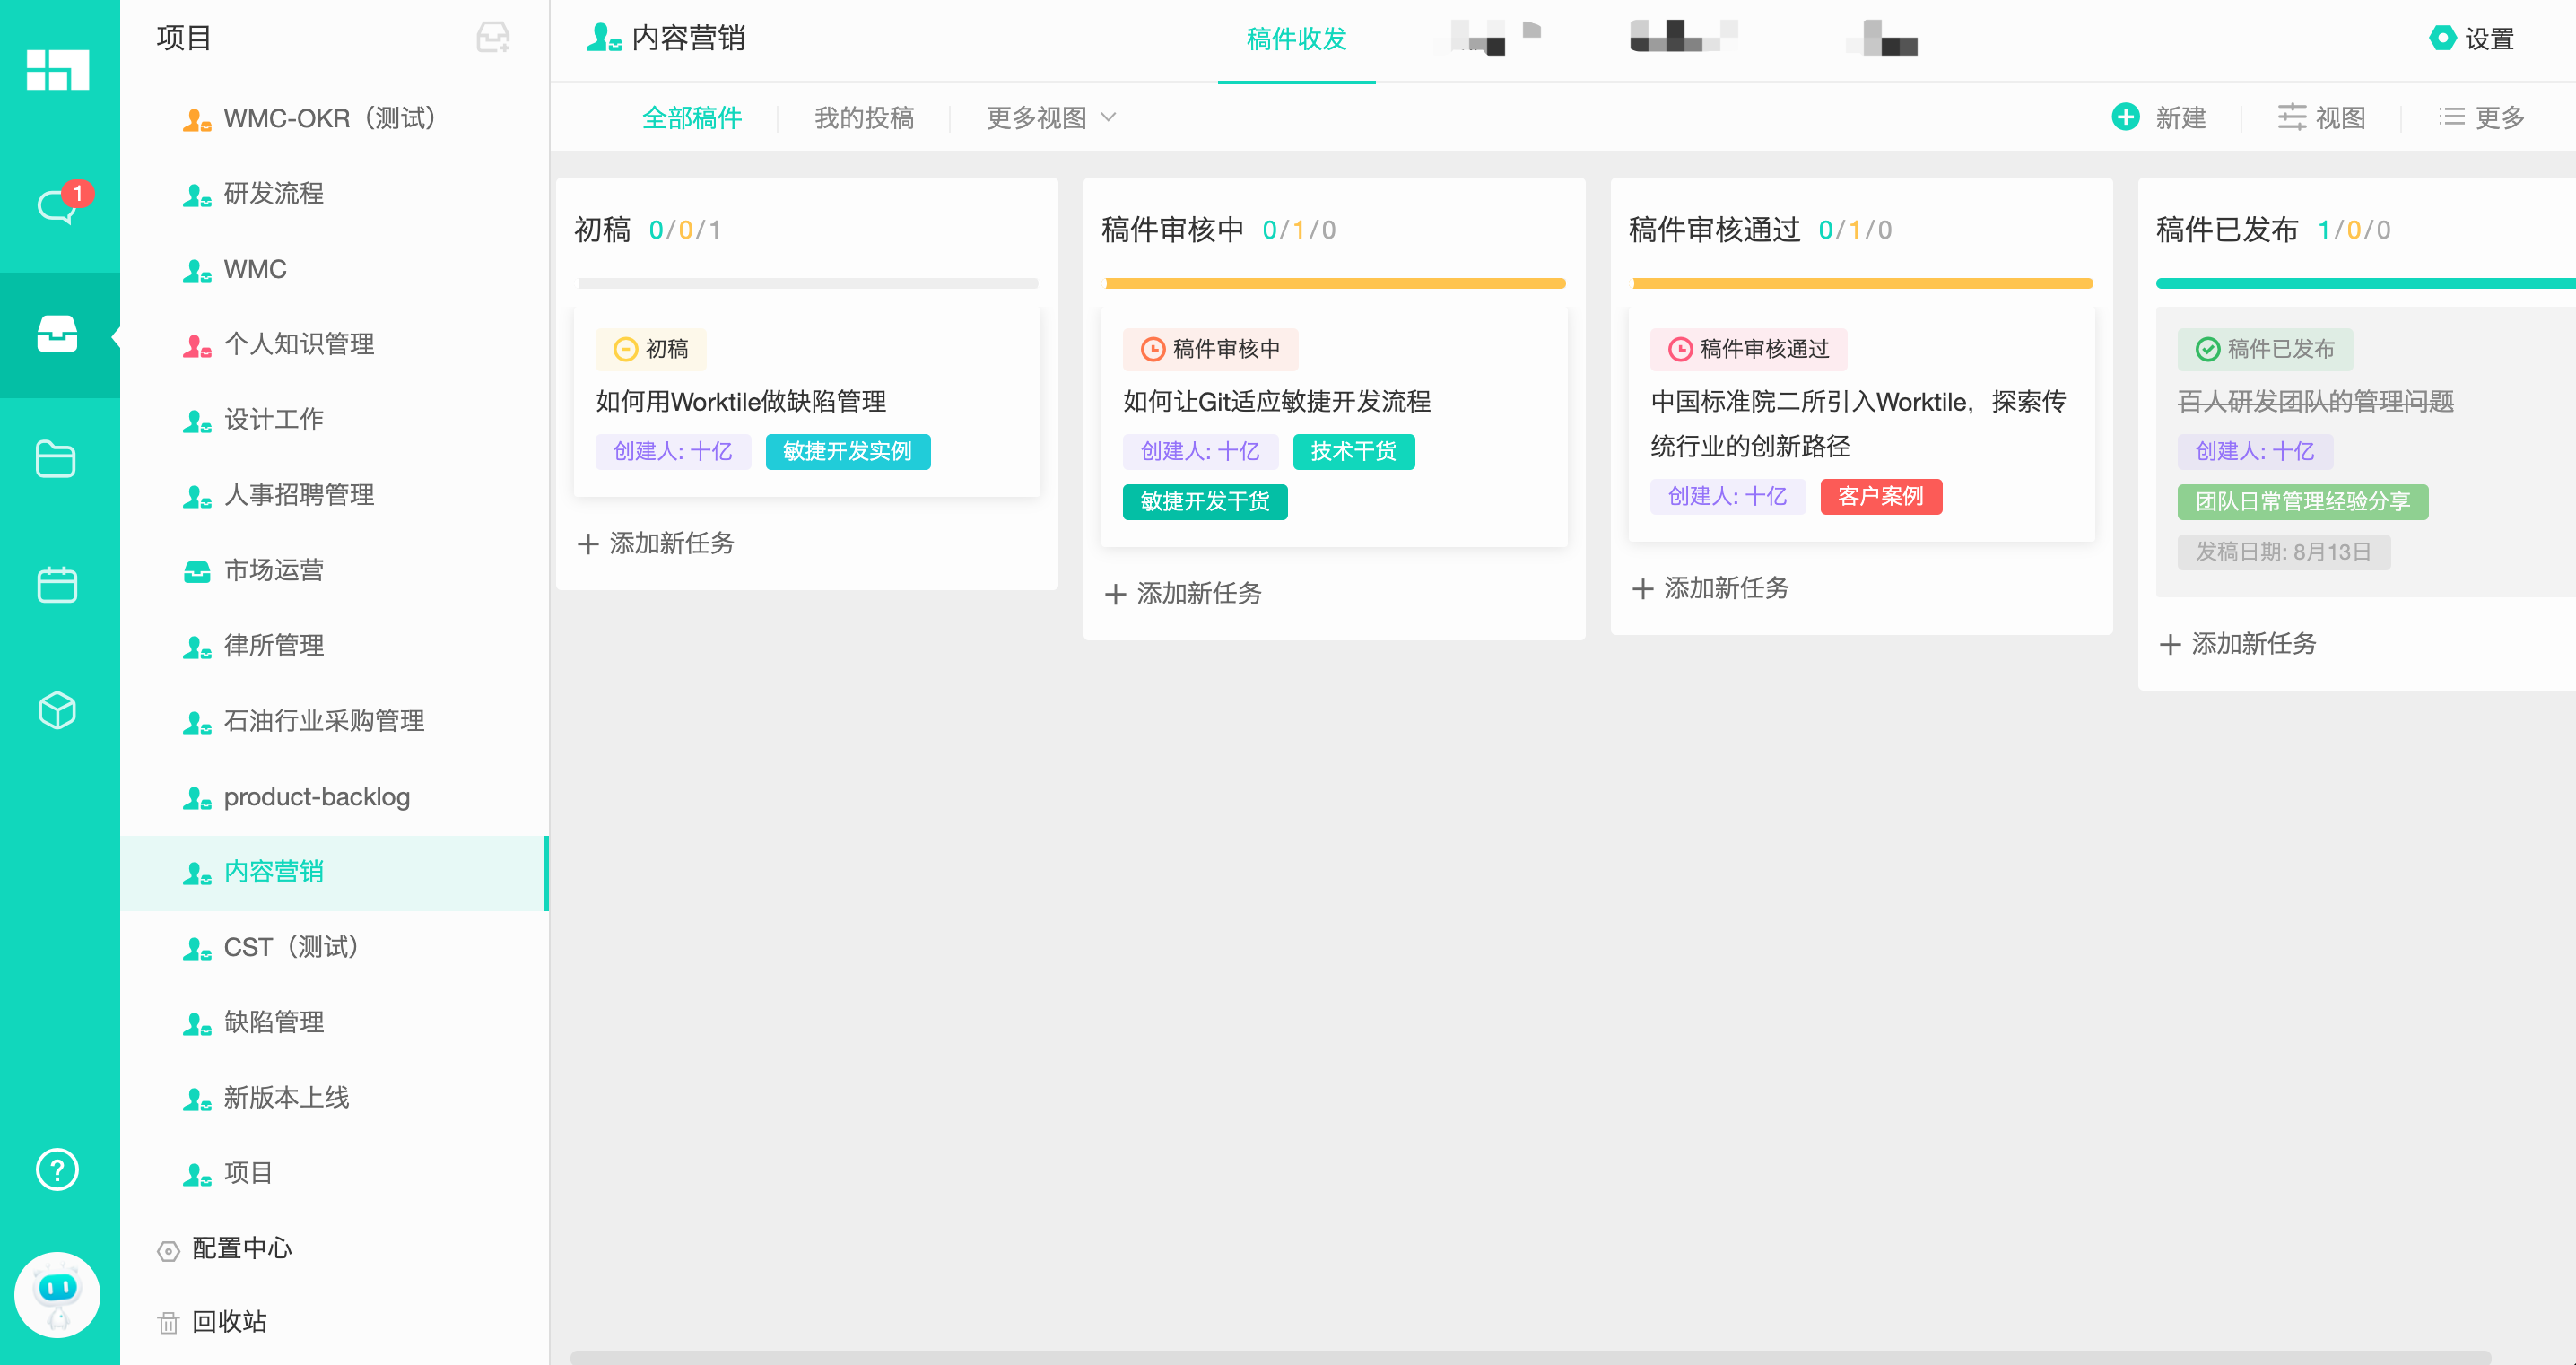 项目
内容营销
稿件收发
设置
1
WMC-OKR（测试）
研发流程
WMC
个人知识管理
设计工作
人事招聘管理
市场运营
律所管理
石油行业采购管理
product-backlog
内容营销
CST（测试）
缺陷管理
新版本上线
项目
配置中心
回收站
全部稿件
我的投稿
更多视图
新建
视图
更多
初稿 0/0/1
初稿
如何用Worktile做缺陷管理
创建人: 十亿 敏捷开发实例
添加新任务
稿件审核中 0/1/0
稿件审核中
如何让Git适应敏捷开发流程
创建人: 十亿 技术干货
敏捷开发干货
添加新任务
稿件审核通过 0/1/0
稿件审核通过
中国标准院二所引入Worktile，探索传
统行业的创新路径
创建人: 十亿 客户案例
添加新任务
稿件已发布 1/0/0
稿件已发布
百人研发团队的管理问题
创建人: 十亿
团队日常管理经验分享
发稿日期: 8月13日
添加新任务